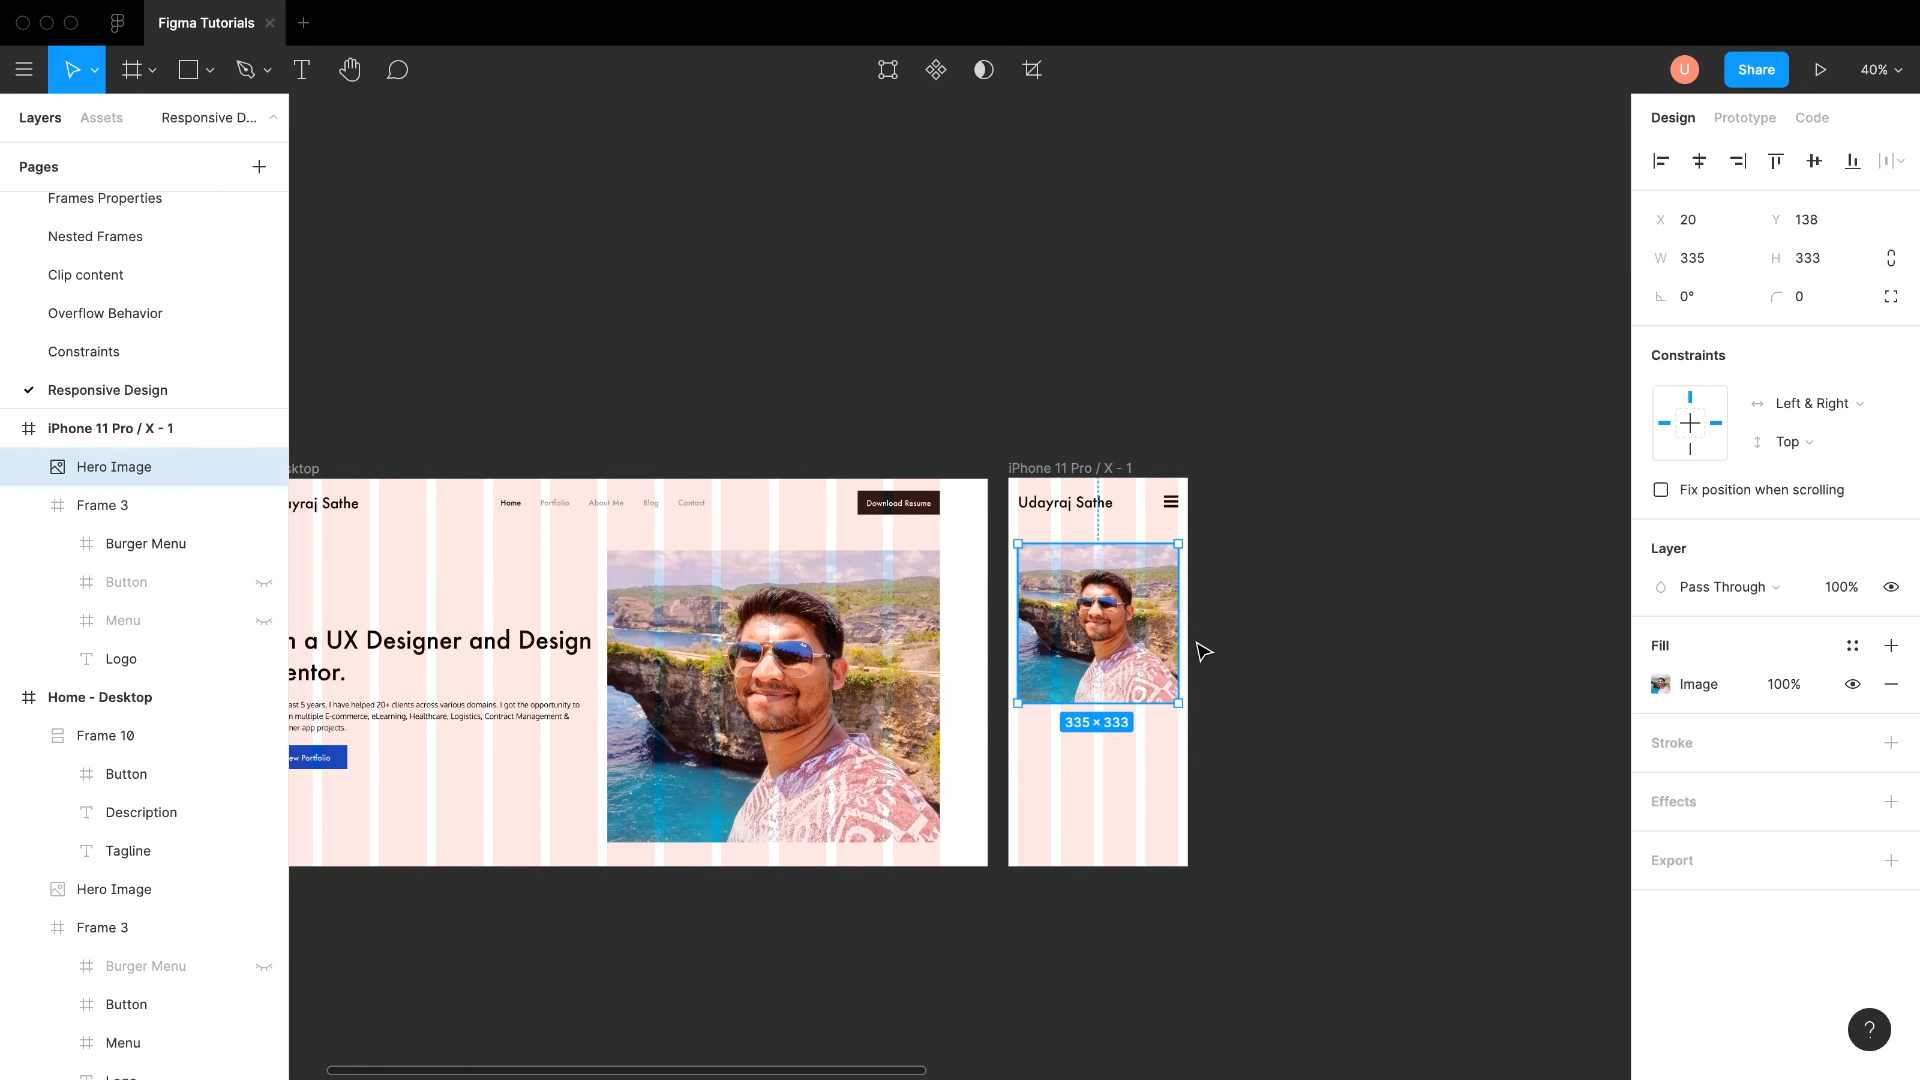 Figma Tutorials
Share
40%
U
Layers
Assets
Responsive D...
Pages
Frames Properties
Nested Frames
Clip content
Overflow Behavior
Constraints
Responsive Design
iPhone 11 Pro / X - 1
Hero Image
Frame 3
Burger Menu
Button
Menu
Logo
Home - Desktop
Frame 10
Button
Description
Tagline
Hero Image
Frame 3
Burger Menu
Button
Menu
Logo
sktop
yraj Sathe
Home Portfolio About Me Blog Contact
Download Resume
n a UX Designer and Design
entor.
ast 5 years, I have helped 20+ clients across various domains. I got the opportunity to
n multiple E-commerce, eLearning, Healthcare, Logistics, Contract Management &
ner app projects.
ew Portfolio
iPhone 11 Pro / X - 1
Udayraj Sathe
335 × 333
Design
Prototype
Code
X 20
Y 138
W 335
H 333
0°
0
Constraints
Left & Right
Top
Fix position when scrolling
Layer
Pass Through
100%
Fill
Image
100%
Stroke
Effects
Export
?